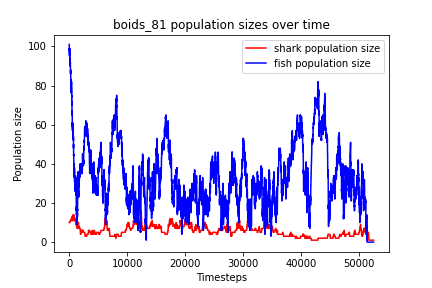 boids_81 population sizes over time
shark population size
fish population size
Population size
100
80
60
40
20
0
0
10000
20000
30000
40000
50000
Timesteps